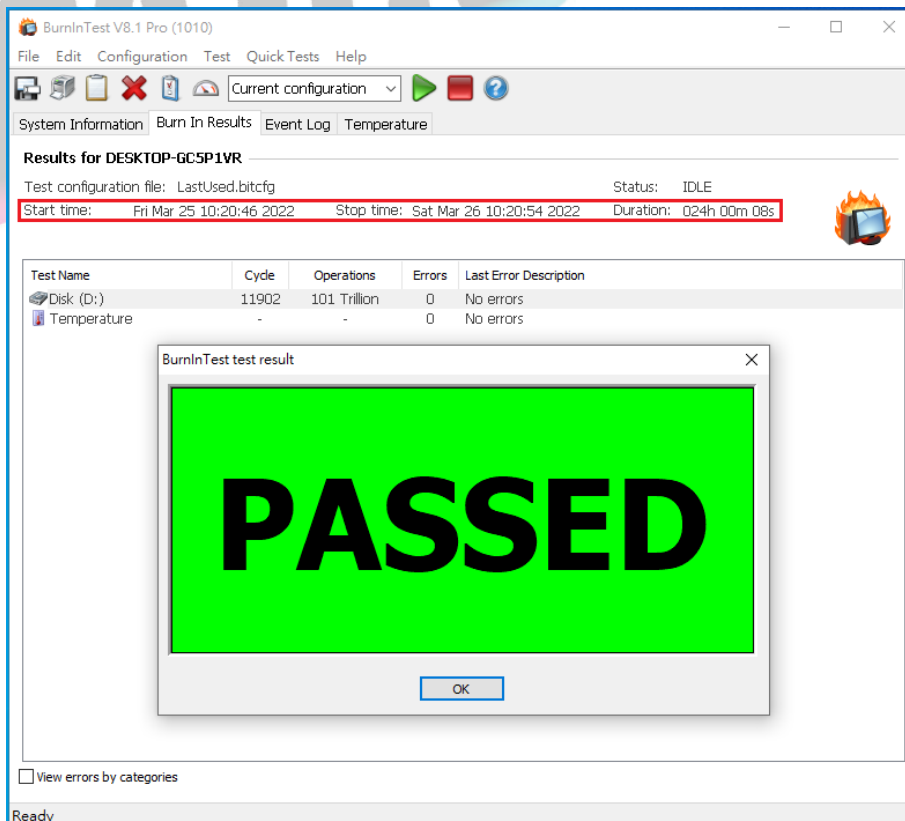 BurnInTest V8.1 Pro (1010)
File Edit Configuration Test Quick Tests Help
Current configuration
System Information Burn In Results Event Log Temperature
Results for DESKTOP-GC5P1VR
Test configuration file: LastUsed.bitcfg Status: IDLE
Start time: Fri Mar 25 10:20:46 2022 Stop time: Sat Mar 26 10:20:54 2022 Duration: 024h 00m 08s
Test Name Cycle Operations Errors Last Error Description
Disk (D:) 11902 101 Trillion 0 No errors
Temperature - - 0 No errors
BurnInTest test result
PASSED
OK
View errors by categories
Ready